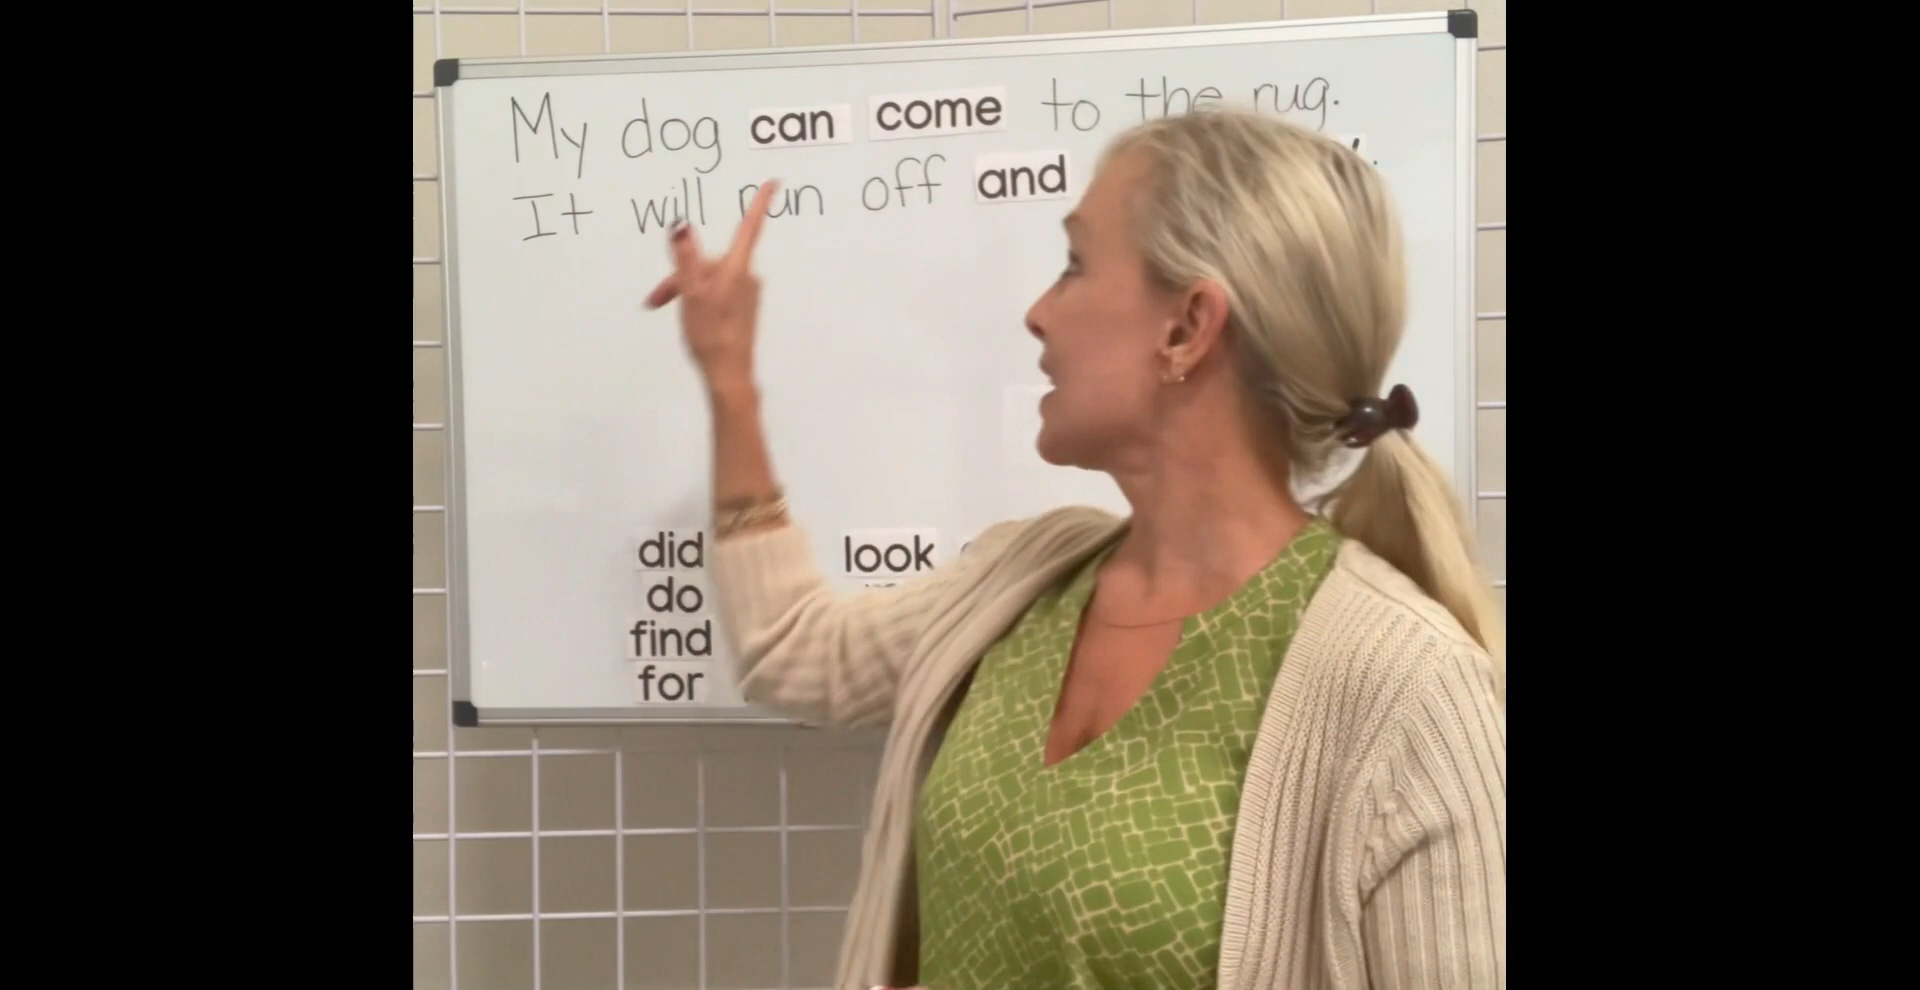 My dog can come to the rug.
It will run off and
did
do
find
for
look